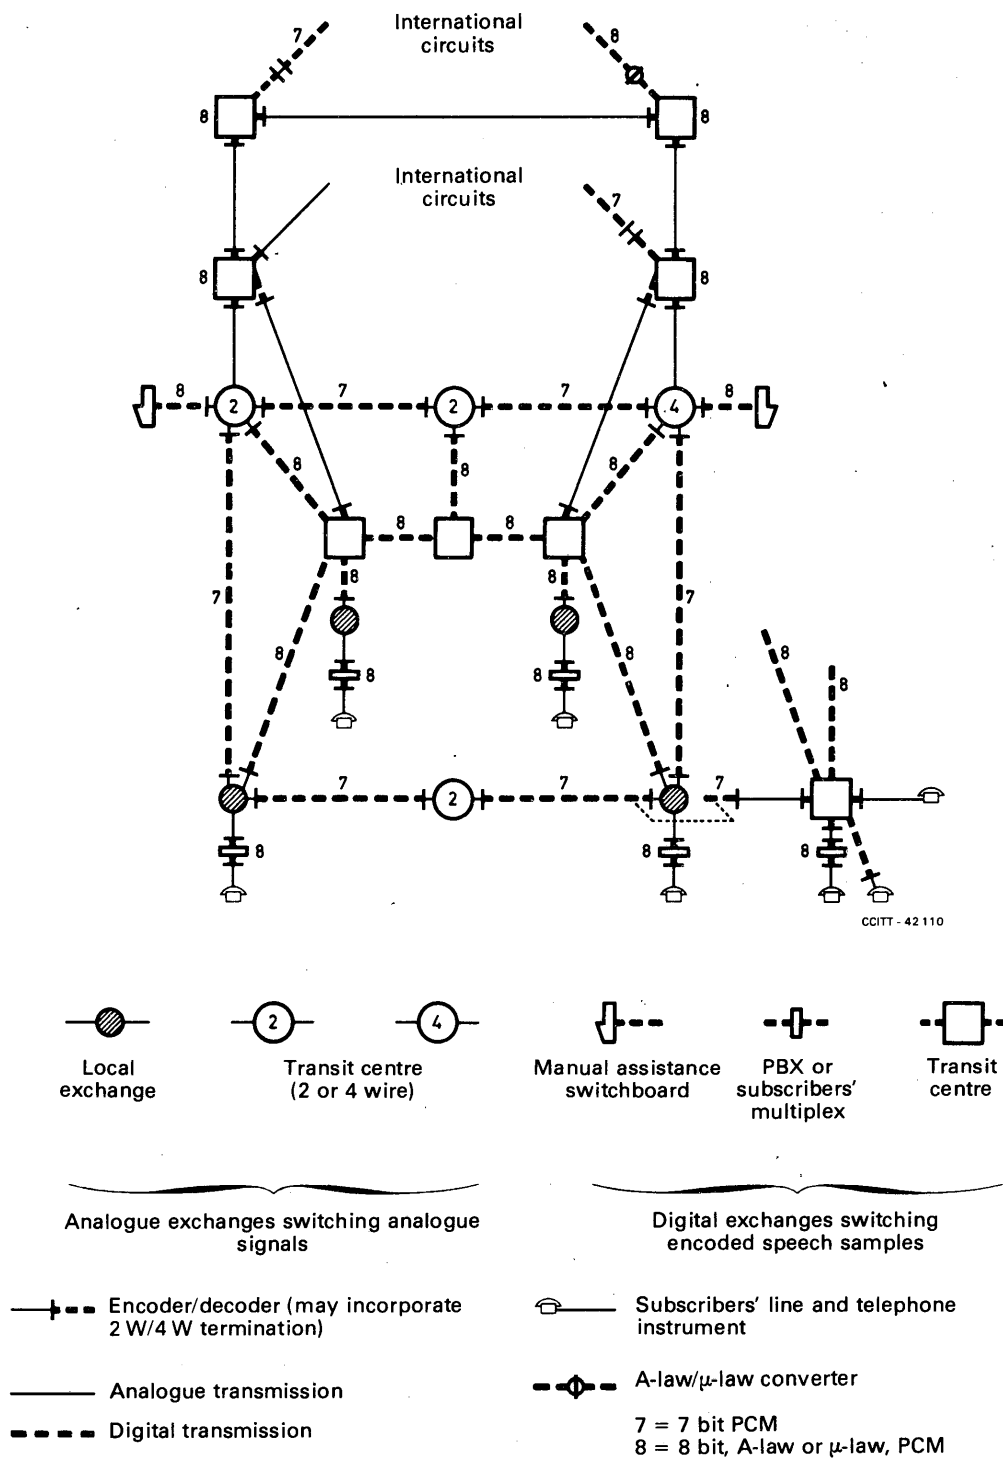 International
circuits
7
8
8
8
International
circuits
7
8
8
8
2
7
2
7
4
8
8
8
8
8
8
7
8
8
7
8
8
8
8
8
8
7
2
7
7
8
8
8
CCITT - 42110
2
4
Local
exchange
Transit centre
(2 or 4 wire)
Manual assistance
switchboard
PBX or
subscribers'
multiplex
Transit
centre
Analogue exchanges switching analogue
signals
Digital exchanges switching
encoded speech samples
Encoder/decoder (may incorporate
2 W/4 W termination)
Subscribers' line and telephone
instrument
Analogue transmission
A-law/μ-law converter
Digital transmission
7 = 7 bit PCM
8 = 8 bit, A-law or μ-law, PCM